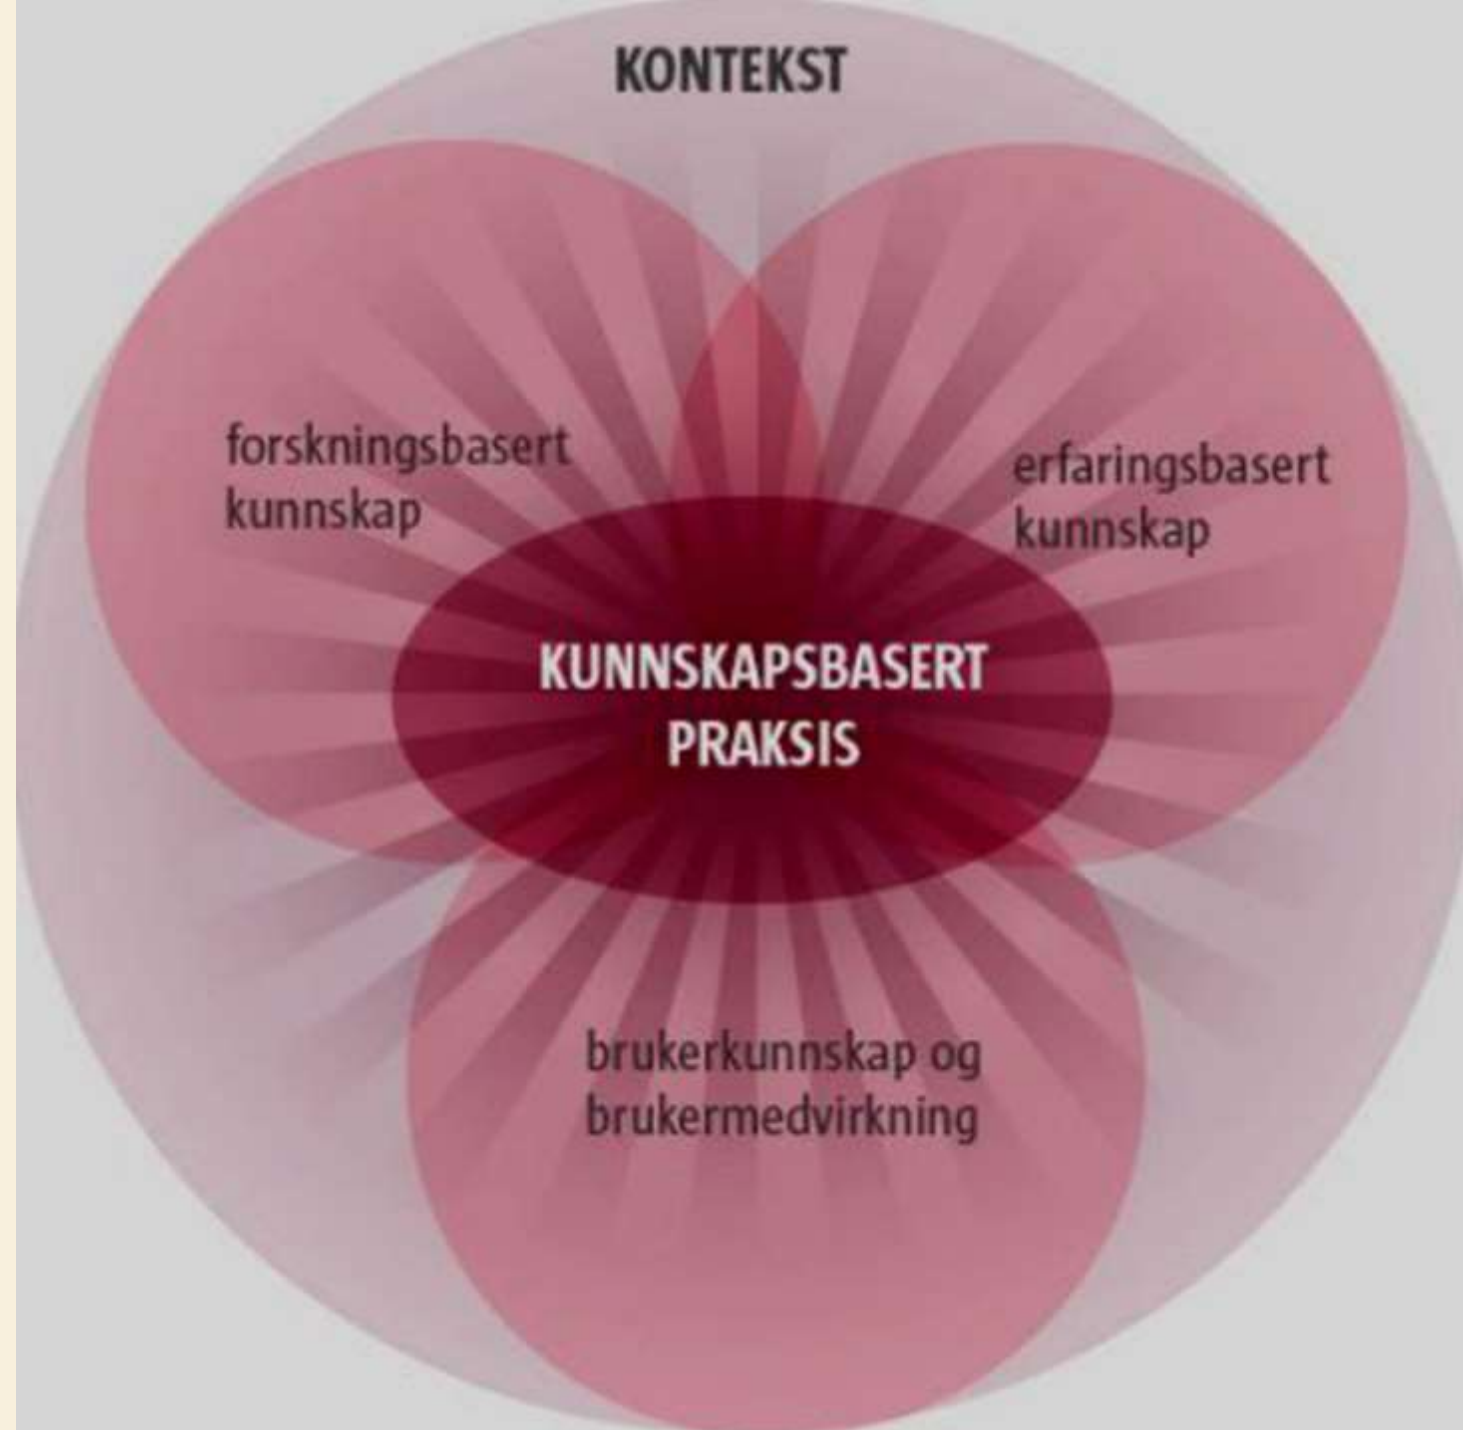 KONTEKST
forskningsbasert
kunnskap
erfaringsbasert
kunnskap
KUNNSKAPSBASERT
PRAKSIS
brukerkunnskap og
brukermedvirkning